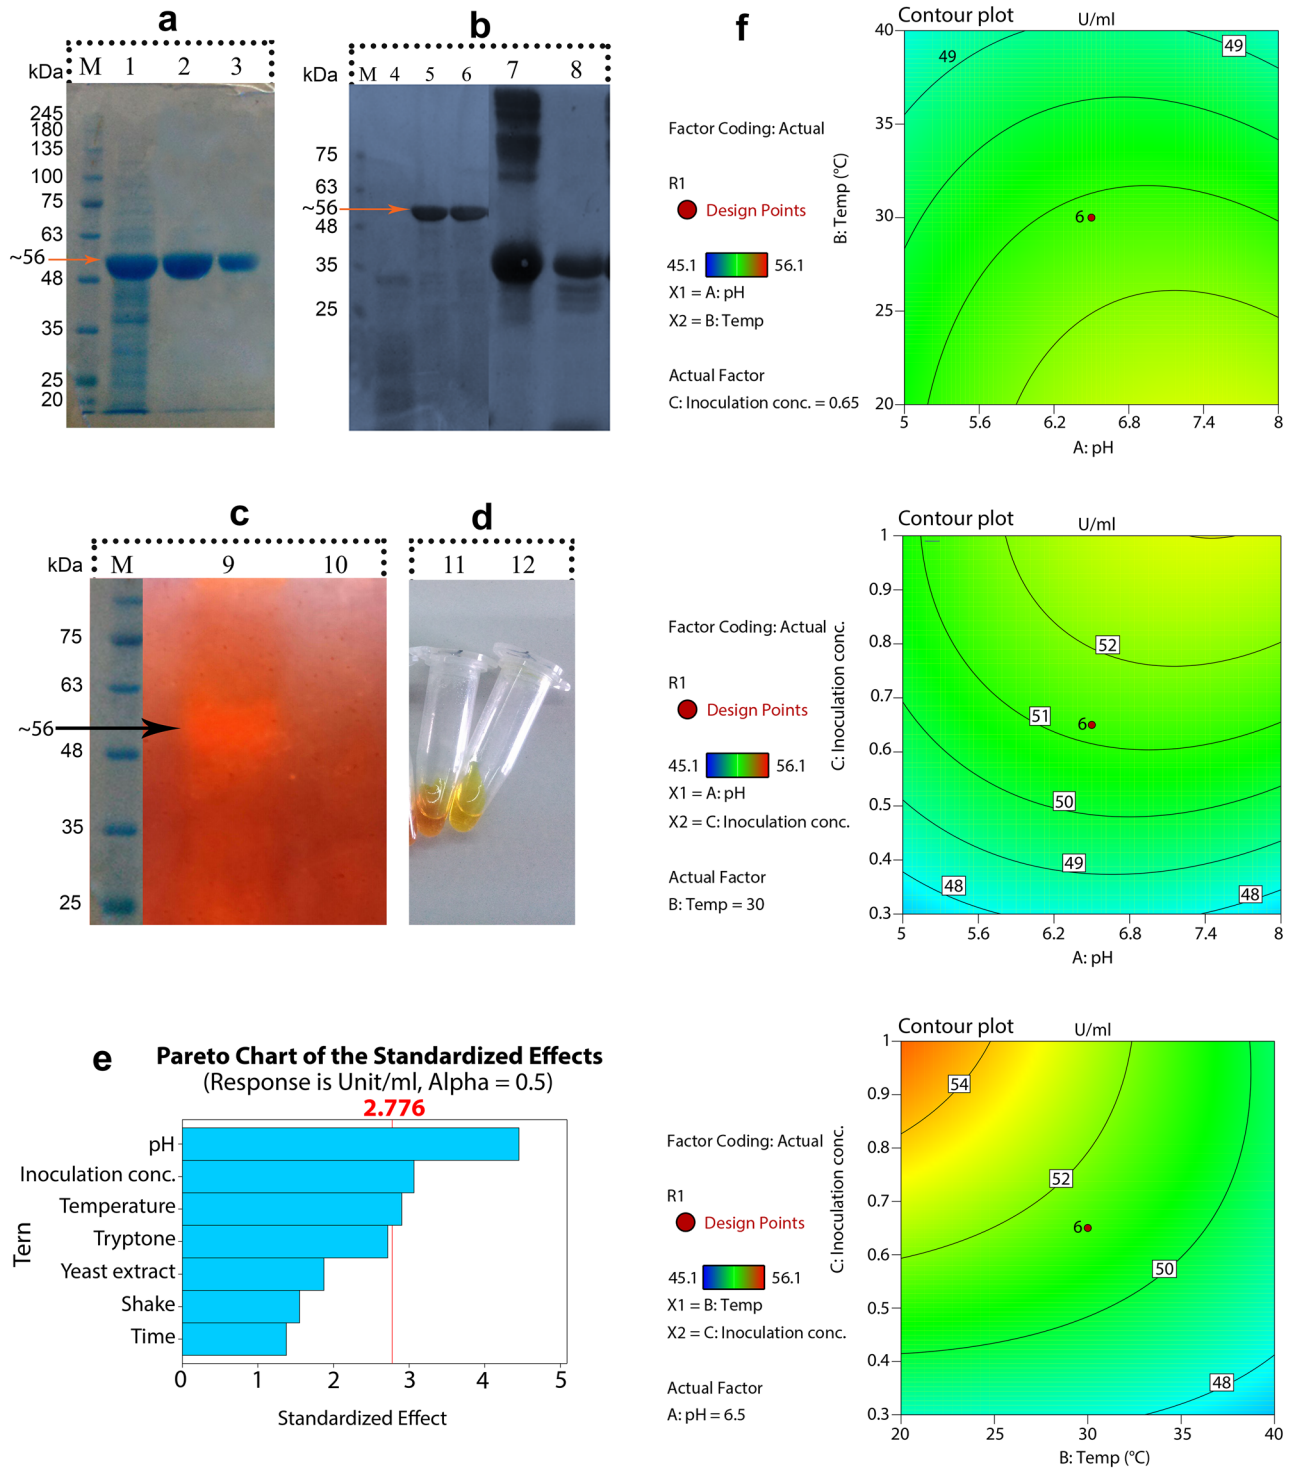 a
kDa M 1 2 3
245
180
135
100
75
63
~56
48
35
25
20
b
kDa M 4 5 6 7 8
75
63
~56
48
35
25
c
kDa M 9 10
75
63
~56
48
35
25
d
11 12
e
Pareto Chart of the Standardized Effects
(Response is Unit/ml, Alpha = 0.5)
2.776
Tern
pH
Inoculation conc.
Temperature
Tryptone
Yeast extract
Shake
Time
0 1 2 3 4 5
Standardized Effect
f
Contour plot U/ml
Factor Coding: Actual
R1
Design Points
45.1 56.1
X1 = A: pH
X2 = B: Temp
Actual Factor
C: Inoculation conc. = 0.65
B: Temp (°C)
40
35
30
25
20
49
49
6
5 5.6 6.2 6.8 7.4 8
A: pH
Contour plot U/ml
Factor Coding: Actual
R1
Design Points
45.1 56.1
X1 = A: pH
X2 = C: Inoculation conc.
Actual Factor
B: Temp = 30
C: Inoculation conc.
1
0.9
0.8
0.7
0.6
0.5
0.4
0.3
52
51
6
50
49
48
48
5 5.6 6.2 6.8 7.4 8
A: pH
Contour plot U/ml
Factor Coding: Actual
R1
Design Points
45.1 56.1
X1 = B: Temp
X2 = C: Inoculation conc.
Actual Factor
A: pH = 6.5
C: Inoculation conc.
1
0.9
0.8
0.7
0.6
0.5
0.4
0.3
54
52
6
50
48
20 25 30 35 40
B: Temp (°C)